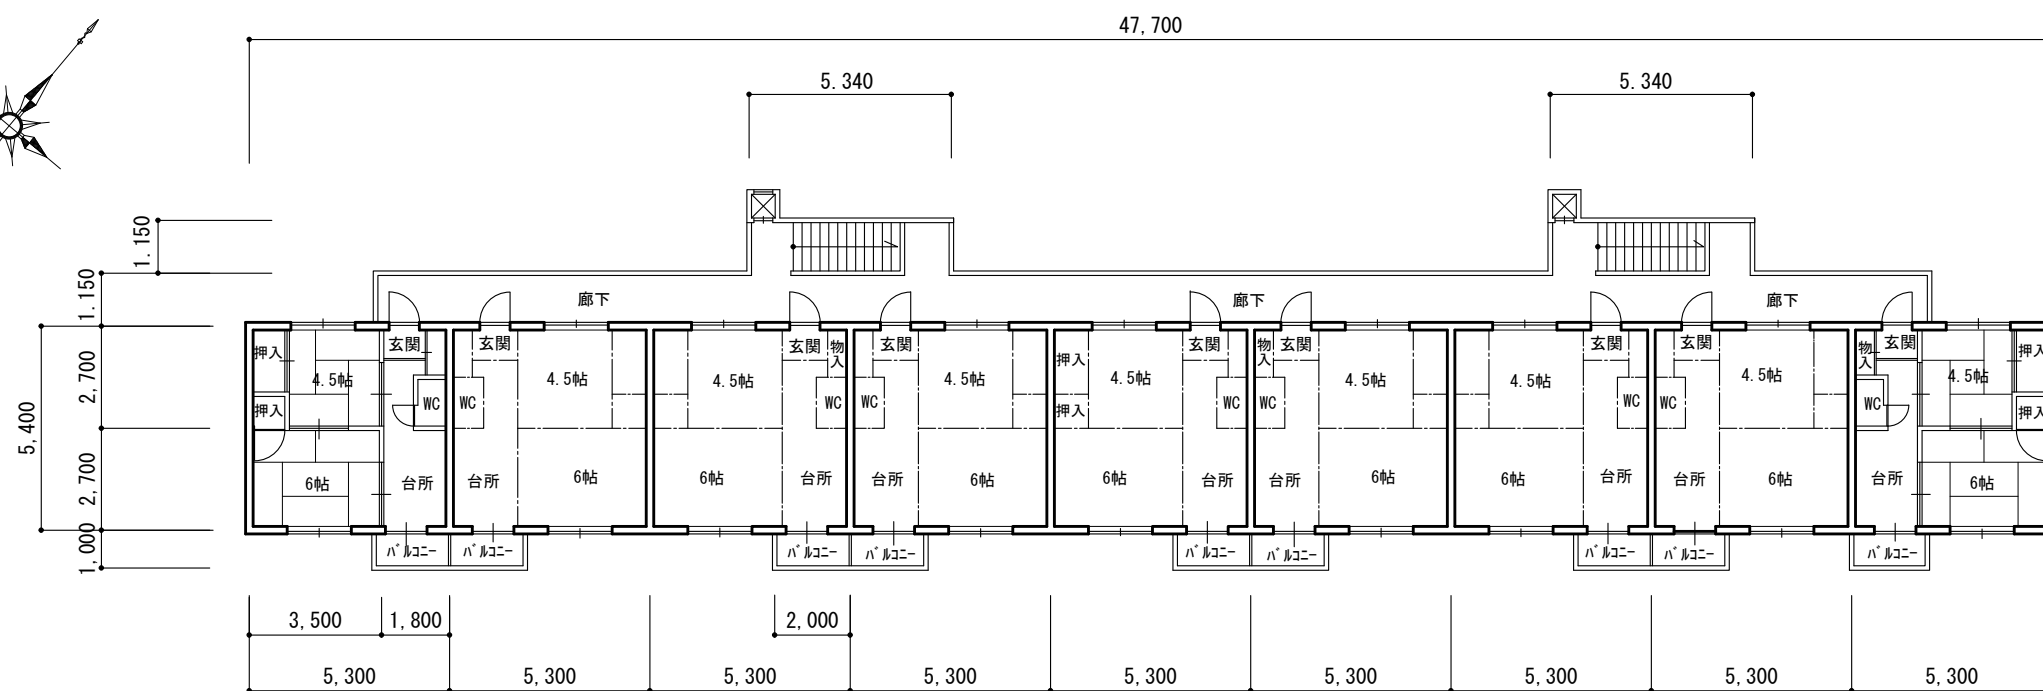 47,700
5.340
5.340
1.150
1.150
5,400
2,700
2,700
1,000
廊下
廊下
廊下
押入
4.5帖
玄関
玄関
4.5帖
4.5帖
玄関
物入
玄関
4.5帖
押入
4.5帖
玄関
物入
玄関
4.5帖
4.5帖
玄関
玄関
4.5帖
物入
玄関
4.5帖
押入
押入
WC
WC
WC
WC
押入
WC
WC
WC
WC
WC
押入
6帖
台所
台所
6帖
6帖
台所
台所
6帖
6帖
台所
台所
6帖
6帖
台所
台所
6帖
台所
6帖
バルコニー
バルコニー
バルコニー
バルコニー
バルコニー
バルコニー
バルコニー
バルコニー
バルコニー
3,500
1,800
2,000
5,300
5,300
5,300
5,300
5,300
5,300
5,300
5,300
5,300